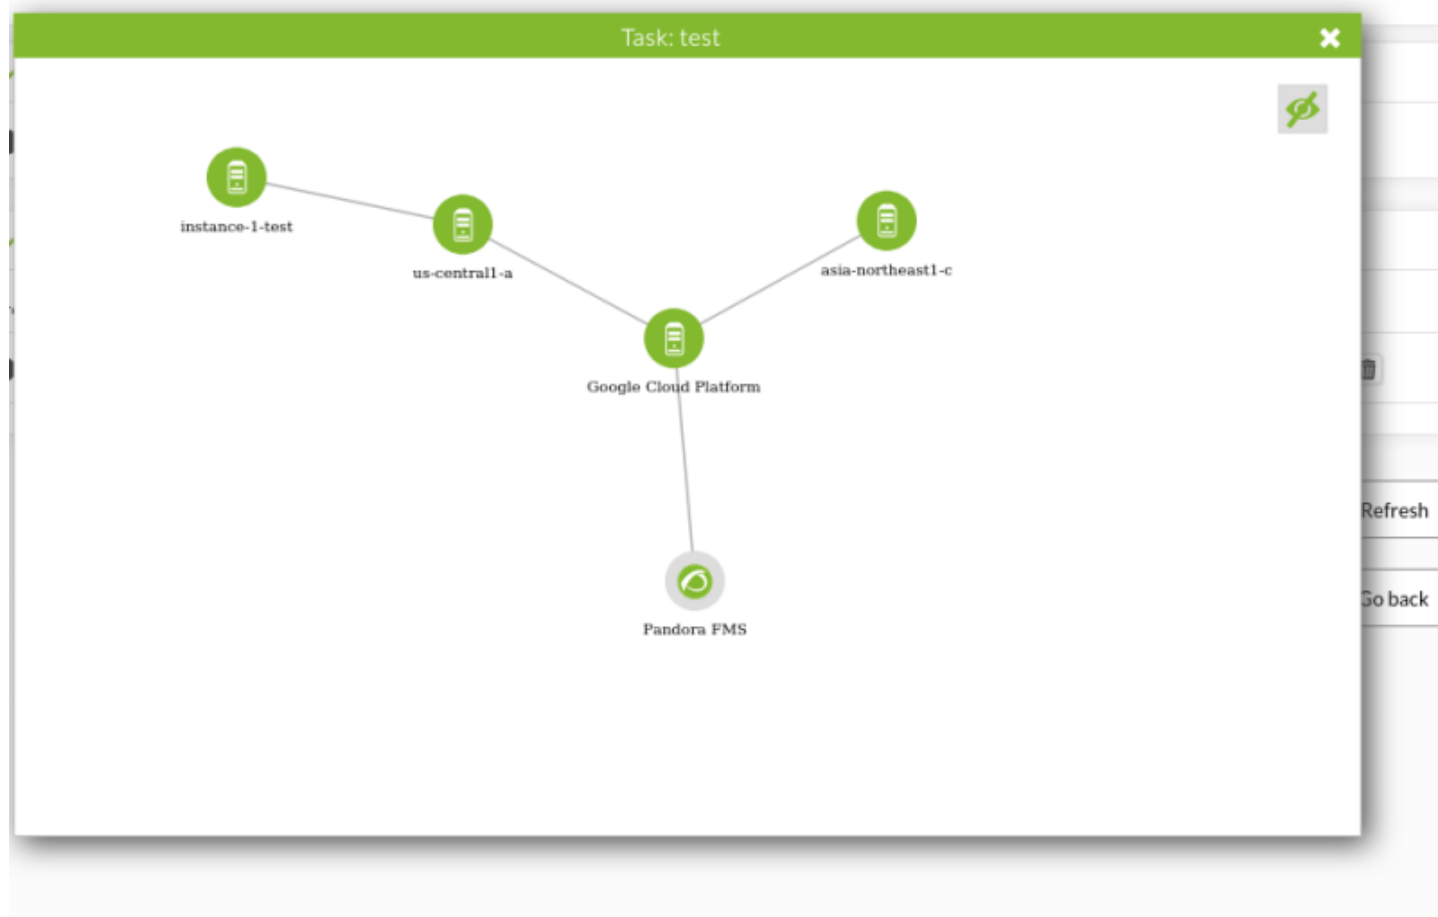 Task: test
instance-1-test
us-central1-a
asia-northeast1-c
Google Cloud Platform
Refresh
Go back
Pandora FMS